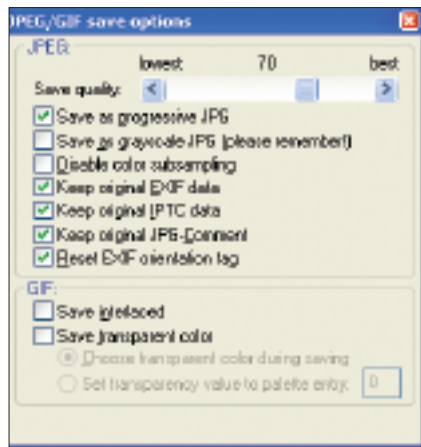 JPEG/GIF save options
JPEG:
lowest 70 best
Save quality:
Save as progressive JPG
Save as grayscale JPG (please remember!)
Disable color subsampling
Keep original EXIF data
Keep original IPTC data
Keep original JPG-Comment
Reset EXIF orientation tag
GIF:
Save interlaced
Save transparent color
Choose transparent color during saving
Set transparency value to palette entry: 0